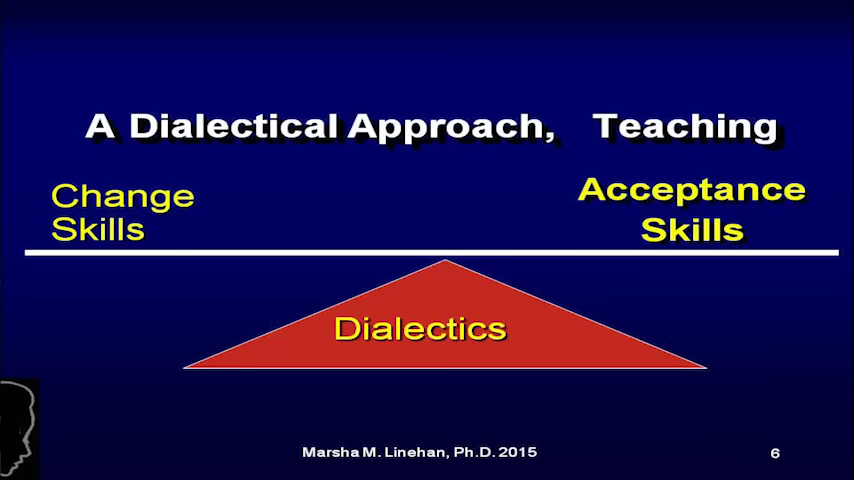 A Dialectical Approach, Teaching
Change
Skills
Acceptance
Skills
Dialectics
Marsha M. Linehan, Ph.D. 2015
6